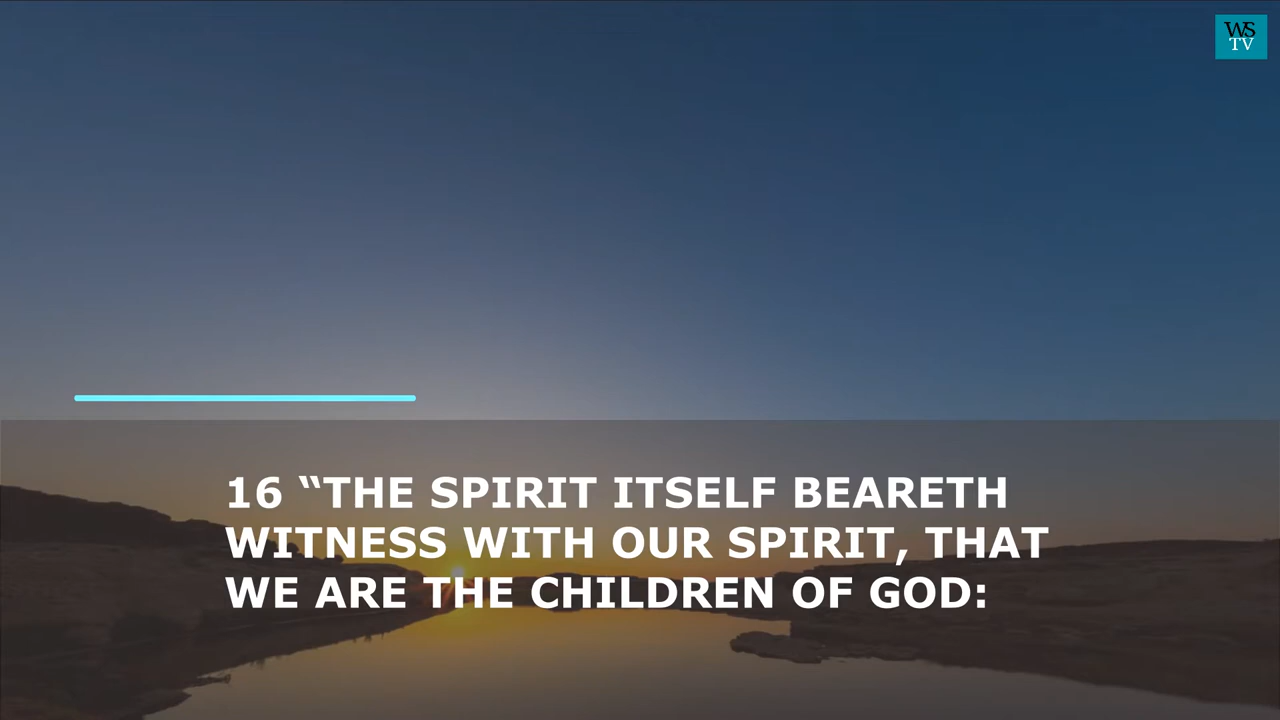 WS
TV
16 “THE SPIRIT ITSELF BEARETH
WITNESS WITH OUR SPIRIT, THAT
WE ARE THE CHILDREN OF GOD: